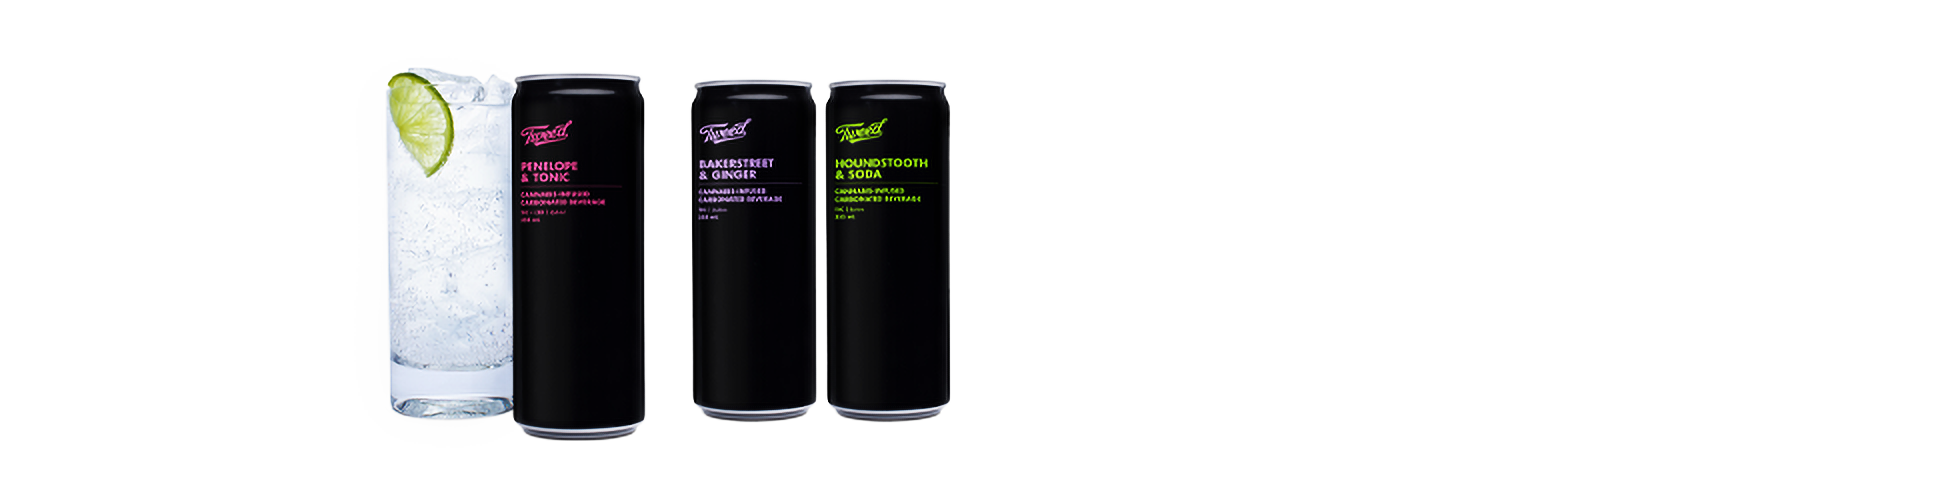 Tweed
PENELOPE
& TONIC
CANNABIS-INFUSED
CARBONATED BEVERAGE
Tweed
BAKERSTREET
& GINGER
CANNABIS-INFUSED
CARBONATED BEVERAGE
Tweed
HOUNDSTOOTH
& SODA
CANNABIS-INFUSED
CARBONATED BEVERAGE